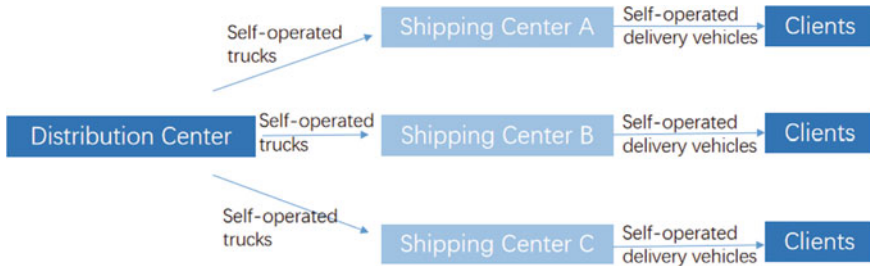 Self-operated
trucks
Shipping Center A
Self-operated
delivery vehicles
Clients
Distribution Center
Self-operated
trucks
Shipping Center B
Self-operated
delivery vehicles
Clients
Self-operated
trucks
Shipping Center C
Self-operated
delivery vehicles
Clients